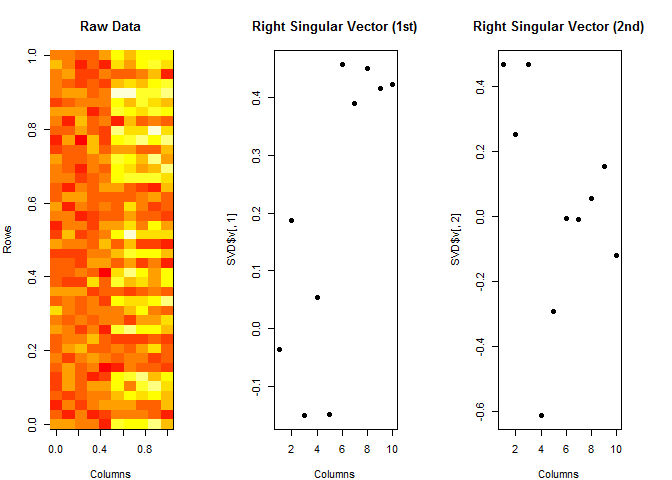 Raw Data
Rows
0.0 0.2 0.4 0.6 0.8 1.0
0.0 0.4 0.8
Columns
Right Singular Vector (1st)
SVD$v[, 1]
-0.1 0.0 0.1 0.2 0.3 0.4
2 4 6 8 10
Columns
Right Singular Vector (2nd)
SVD$v[, 2]
-0.6 -0.4 -0.2 0.0 0.2 0.4
2 4 6 8 10
Columns